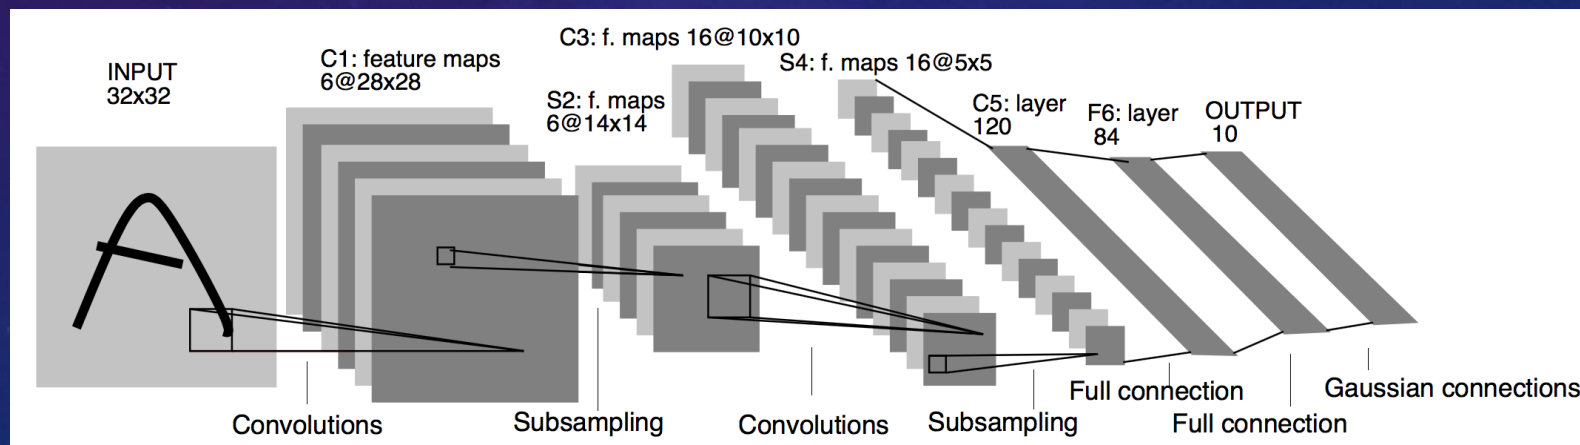 INPUT
32x32
C1: feature maps
6@28x28
S2: f. maps
6@14x14
C3: f. maps 16@10x10
S4: f. maps 16@5x5
C5: layer
120
F6: layer
84
OUTPUT
10
Convolutions
Subsampling
Convolutions
Subsampling
Full connection
Full connection
Gaussian connections